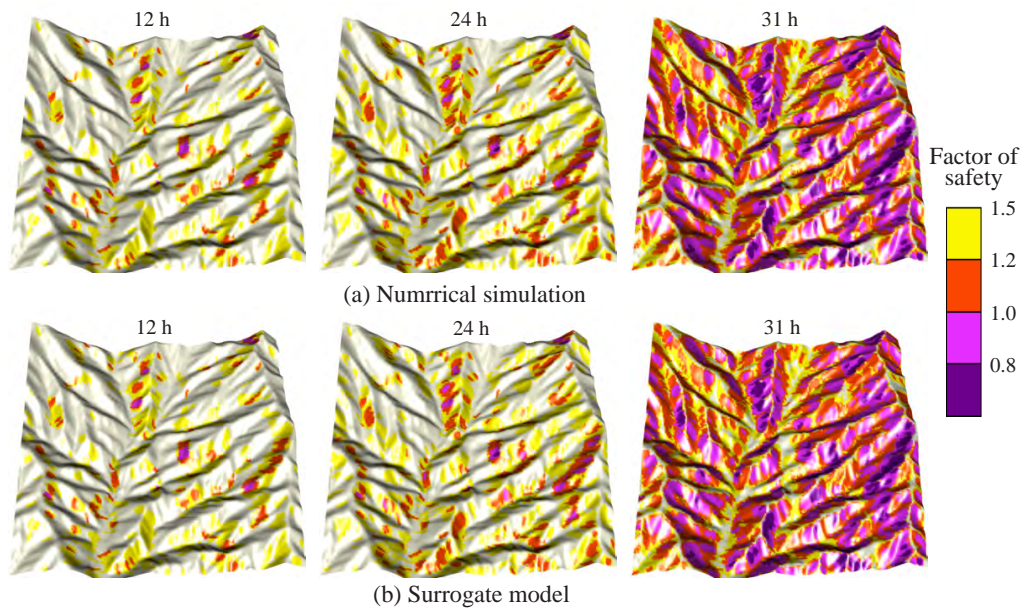 12 h
24 h
31 h
(a) Numrrical simulation
12 h
24 h
31 h
(b) Surrogate model
Factor of
safety
1.5
1.2
1.0
0.8